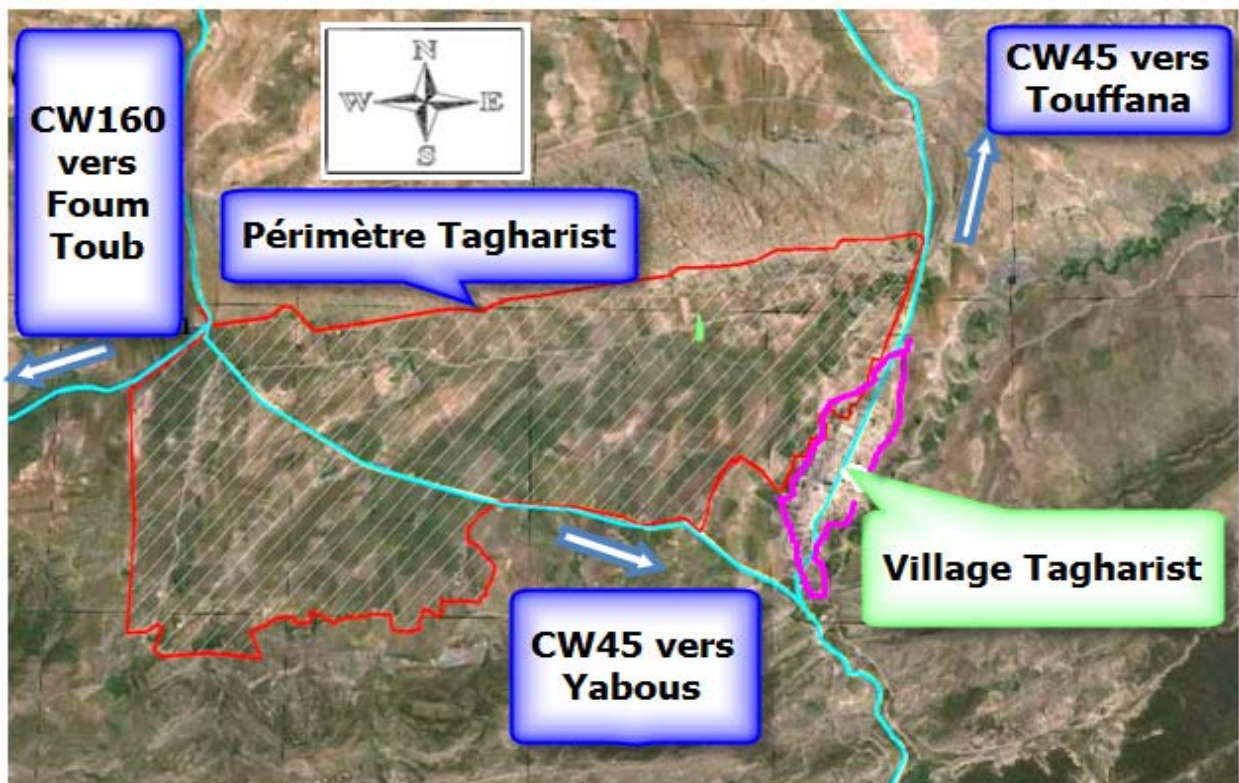 CW160
vers
Foum
Toub
N
W E
S
CW45 vers
Touffana
Périmètre Tagharist
Village Tagharist
CW45 vers
Yabous